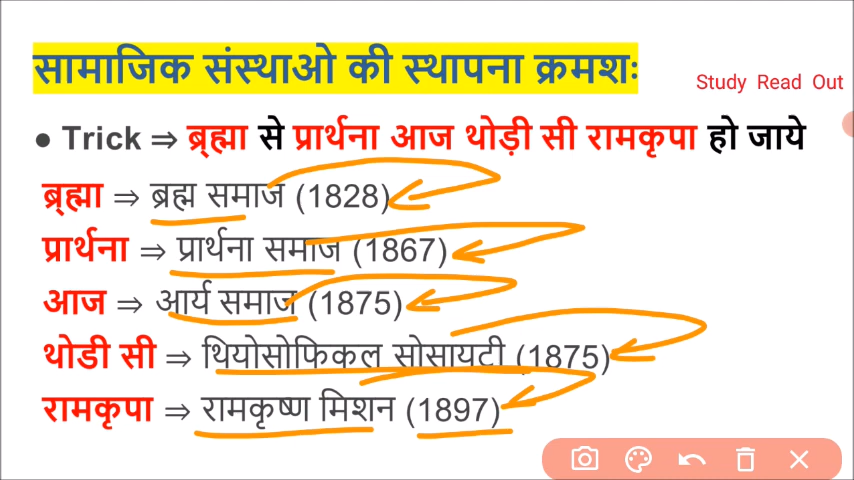 सामाजिक संस्थाओ की स्थापना क्रमशः
Study Read Out
● Trick ⇒ ब्रह्मा से प्रार्थना आज थोड़ी सी रामकृपा हो जाये
ब्रह्मा ⇒ ब्रह्म समाज (1828)
प्रार्थना ⇒ प्रार्थना समाज (1867)
आज ⇒ आर्य समाज (1875)
थोडी सी ⇒ थियोसोफिकल सोसायटी (1875)
रामकृपा ⇒ रामकृष्ण मिशन (1897)